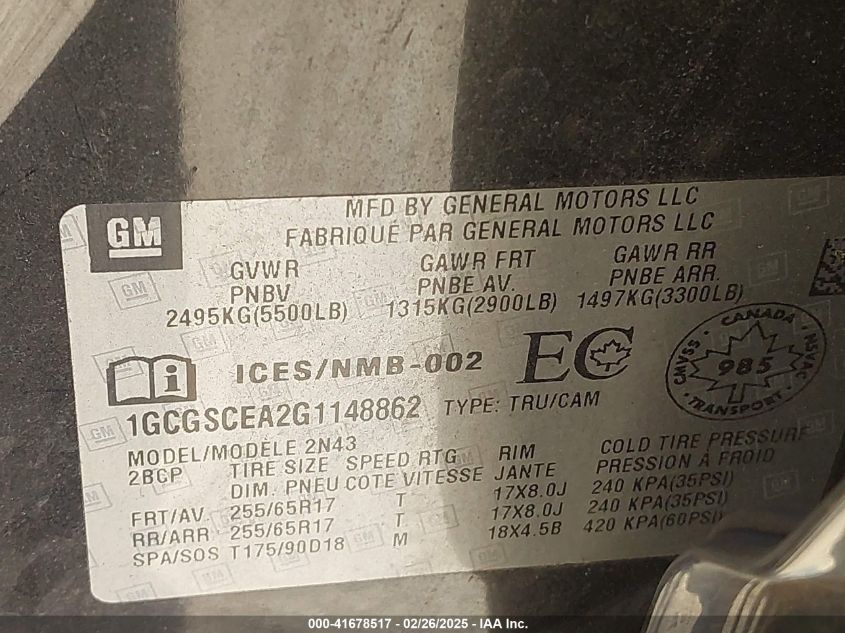 GM
MFD BY GENERAL MOTORS LLC
FABRIQUÉ PAR GENERAL MOTORS LLC
GVWR GAWR FRT GAWR RR
PNBV PNBE AV. PNBE ARR.
2495KG(5500LB) 1315KG(2900LB) 1497KG(3300LB)
ICES/NMB-002 EC
CANADA
CMVSS 985 NSVAC
TRANSPORT
1GCGSCEA2G1148862 TYPE: TRU/CAM
MODEL/MODÈLE 2N43
2BCP TIRE SIZE SPEED RTG RIM COLD TIRE PRESSURE
DIM. PNEU COTE VITESSE JANTE PRESSION À FROID
FRT/AV. 255/65R17 T 17X8.0J 240 KPA(35PSI)
RR/ARR 255/65R17 T 17X8.0J 240 KPA(35PSI)
SPA/SOS T175/90D18 M 18X4.5B 420 KPA(60PSI)
000-41678517 - 02/26/2025 - IAA Inc.